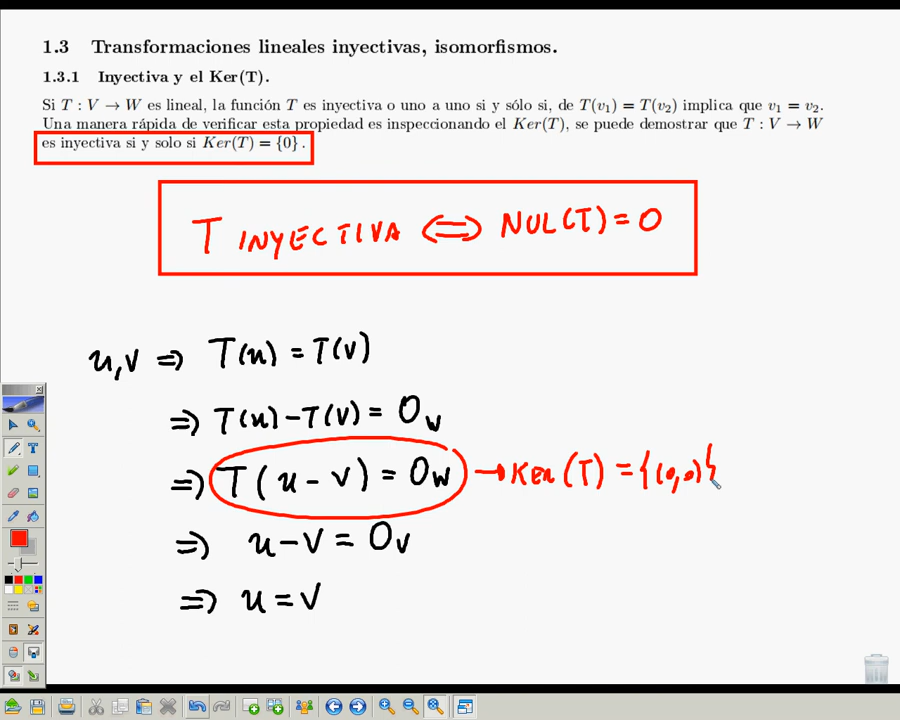 1.3 Transformaciones lineales inyectivas, isomorfismos.
1.3.1 Inyectiva y el Ker(T).
Si T : V → W es lineal, la función T es inyectiva o uno a uno si y sólo si, de T(v₁) = T(v₂) implica que v₁ = v₂.
Una manera rápida de verificar esta propiedad es inspeccionando el Ker(T), se puede demostrar que T : V → W
es inyectiva si y solo si Ker(T) = {0}.
T INYECTIVA ⟺ NUL(T) = 0
u,v ⇒ T(u) = T(v)
⇒ T(u) - T(v) = 0w
⇒ T(u - v) = 0w → Ker(T) = {(0,0)}
⇒ u - v = 0v
⇒ u = v
T